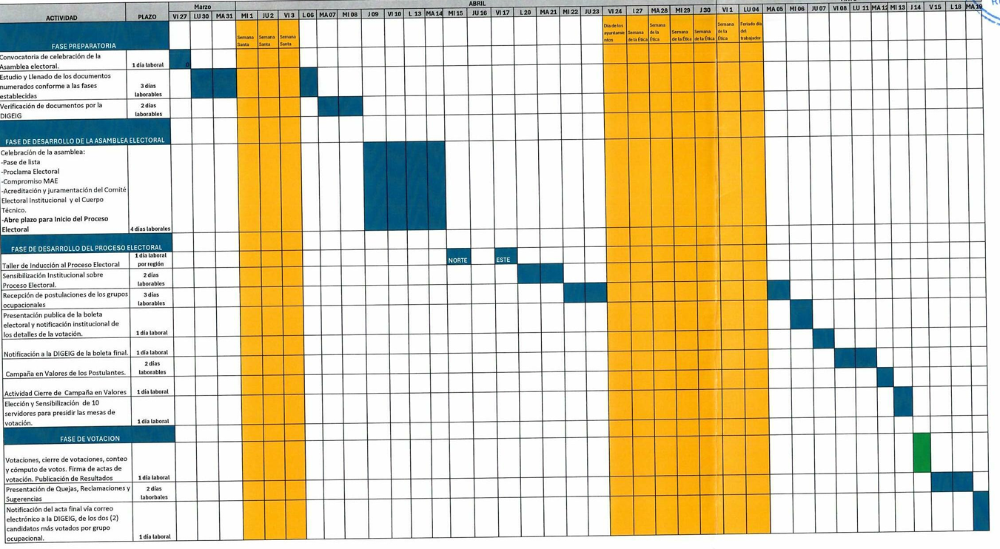 Marzo
ABRIL
ACTIVIDAD
PLAZO
VI 27 LU 30 MA 31 MI 1 JU 2 VI 3 L 06 MA 07 MI 08 J 09 VI 10 L 13 MA 14 MI 15 JU 16 VI 17 L 20 MA 21 MI 22 JU 23 VI 24 L27 MA 28 MI 29 J 30 VI 1 LU 04 MA 05 MI 06 JU 07 VI 08 LU 11 MA 12 MI 13 J 14 V 15 L 18 MA 19
FASE PREPARATORIA
Semana Santa
Semana Santa
Semana Santa
Día de los ayuntamientos
Semana de la Ética
Semana de la Ética
Semana de la Ética
Semana de la Ética
Semana de la Ética
Feriado día del trabajador
Convocatoria de celebración de la
Asamblea electoral.
1 día laboral
Estudio y Llenado de los documentos
numerados conforme a las fases
establecidas
3 días
laborables
Verificación de documentos por la
DIGEIG
2 días
laborables
FASE DE DESARROLLO DE LA ASAMBLEA ELECTORAL
Celebración de la asamblea:
-Pase de lista
-Proclama Electoral
-Compromiso MAE
-Acreditación y juramentación del Comité
Electoral Institucional y el Cuerpo
Técnico.
-Abre plazo para Inicio del Proceso
Electoral
4 días laborales
FASE DE DESARROLLO DEL PROCESO ELECTORAL
Taller de Inducción al Proceso Electoral
1 día laboral
por región
NORTE
ESTE
Sensibilización Institucional sobre
Proceso Electoral.
2 días
laborables
Recepción de postulaciones de los grupos
ocupacionales
3 días
laborables
Presentación publica de la boleta
electoral y notificación institucional de
los detalles de la votación.
1 día laboral
Notificación a la DIGEIG de la boleta final.
1 día laboral
Campaña en Valores de los Postulantes.
2 días
laborables
Actividad Cierre de Campaña en Valores
1 día laboral
Elección y Sensibilización de 10
servidores para presidir las mesas de
votación.
1 día laboral
FASE DE VOTACION
Votaciones, cierre de votaciones, conteo
y cómputo de votos. Firma de actas de
votación. Publicación de Resultados
1 día laboral
Presentación de Quejas, Reclamaciones y
Sugerencias
2 días
laborbales
Notificación del acta final vía correo
electrónico a la DIGEIG, de los dos (2)
candidatos más votados por grupo
ocupacional.
1 día laboral